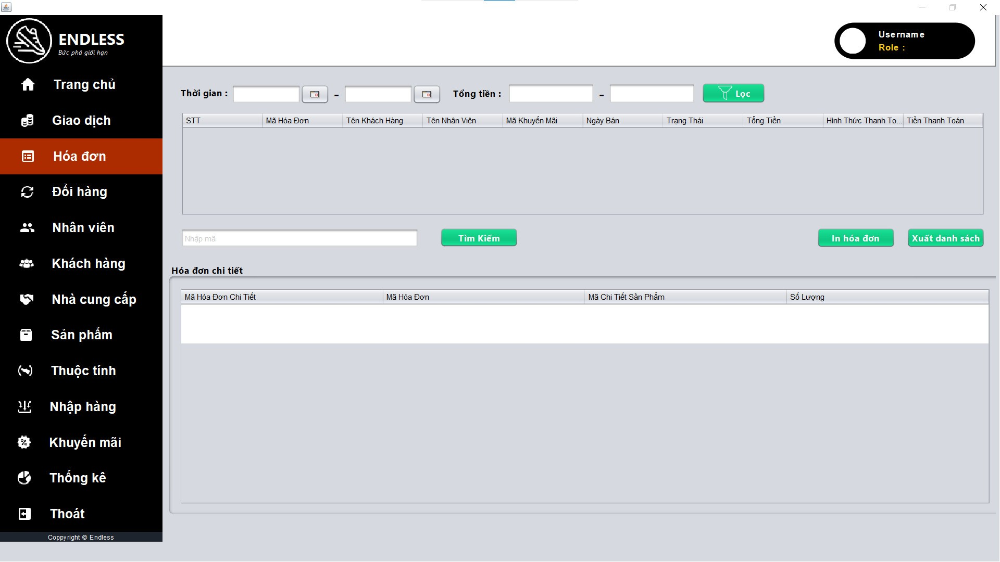 ENDLESS
Bức phá giới hạn
Username
Role :
Trang chủ
Giao dịch
Hóa đơn
Đổi hàng
Nhân viên
Khách hàng
Nhà cung cấp
Sản phẩm
Thuộc tính
Nhập hàng
Khuyến mãi
Thống kê
Thoát
Coppyright © Endless
Thời gian : - Tổng tiền : - Lọc
STT Mã Hóa Đơn Tên Khách Hàng Tên Nhân Viên Mã Khuyến Mãi Ngày Bán Trạng Thái Tổng Tiền Hình Thức Thanh To... Tiền Thanh Toán
Nhập mã Tìm Kiếm In hóa đơn Xuất danh sách
Hóa đơn chi tiết
Mã Hóa Đơn Chi Tiết Mã Hóa Đơn Mã Chi Tiết Sản Phẩm Số Lượng